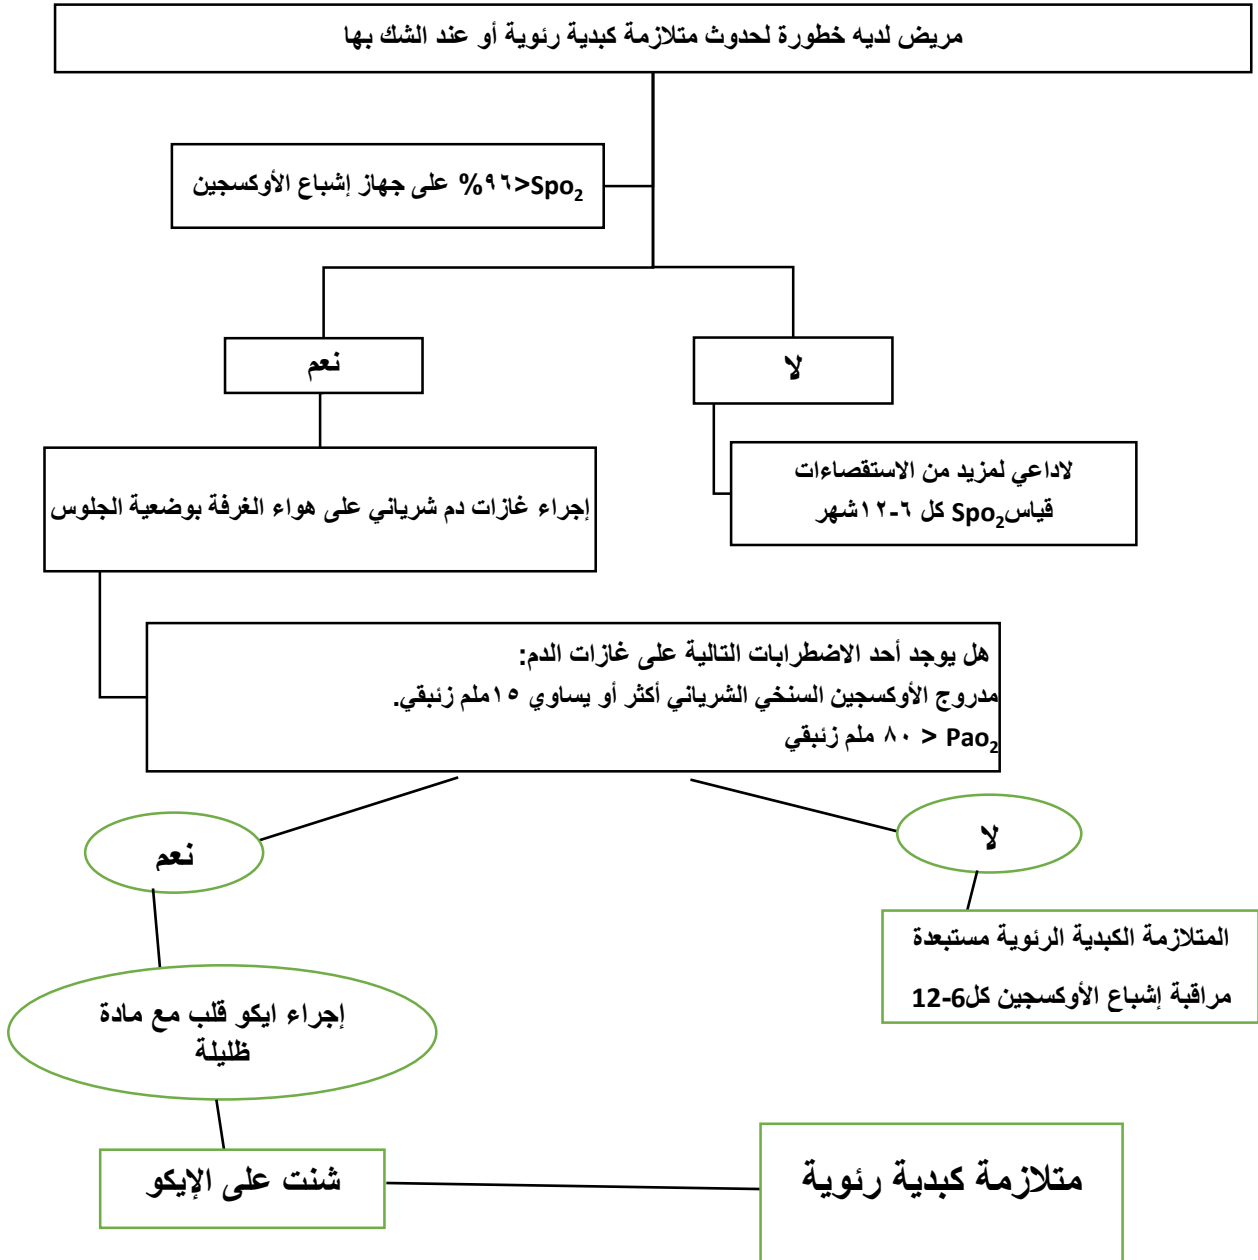 مريض لديه خطورة لحدوث متلازمة كبدية رئوية أو عند الشك بها
Spo₂<٩٦% على جهاز إشباع الأوكسجين
نعم
لا
لاداعي لمزيد من الاستقصاءات
قياسSpo₂ كل ٦-١٢شهر
إجراء غازات دم شرياني على هواء الغرفة بوضعية الجلوس
هل يوجد أحد الاضطرابات التالية على غازات الدم:
مدروج الأوكسجين السنخي الشرياني أكثر أو يساوي ١٥ملم زئبقي.
Pao₂ < ٨٠ ملم زئبقي
نعم
لا
المتلازمة الكبدية الرئوية مستبعدة
مراقبة إشباع الأوكسجين كل6-12
إجراء ايكو قلب مع مادة
ظليلة
شنت على الإيكو
متلازمة كبدية رئوية